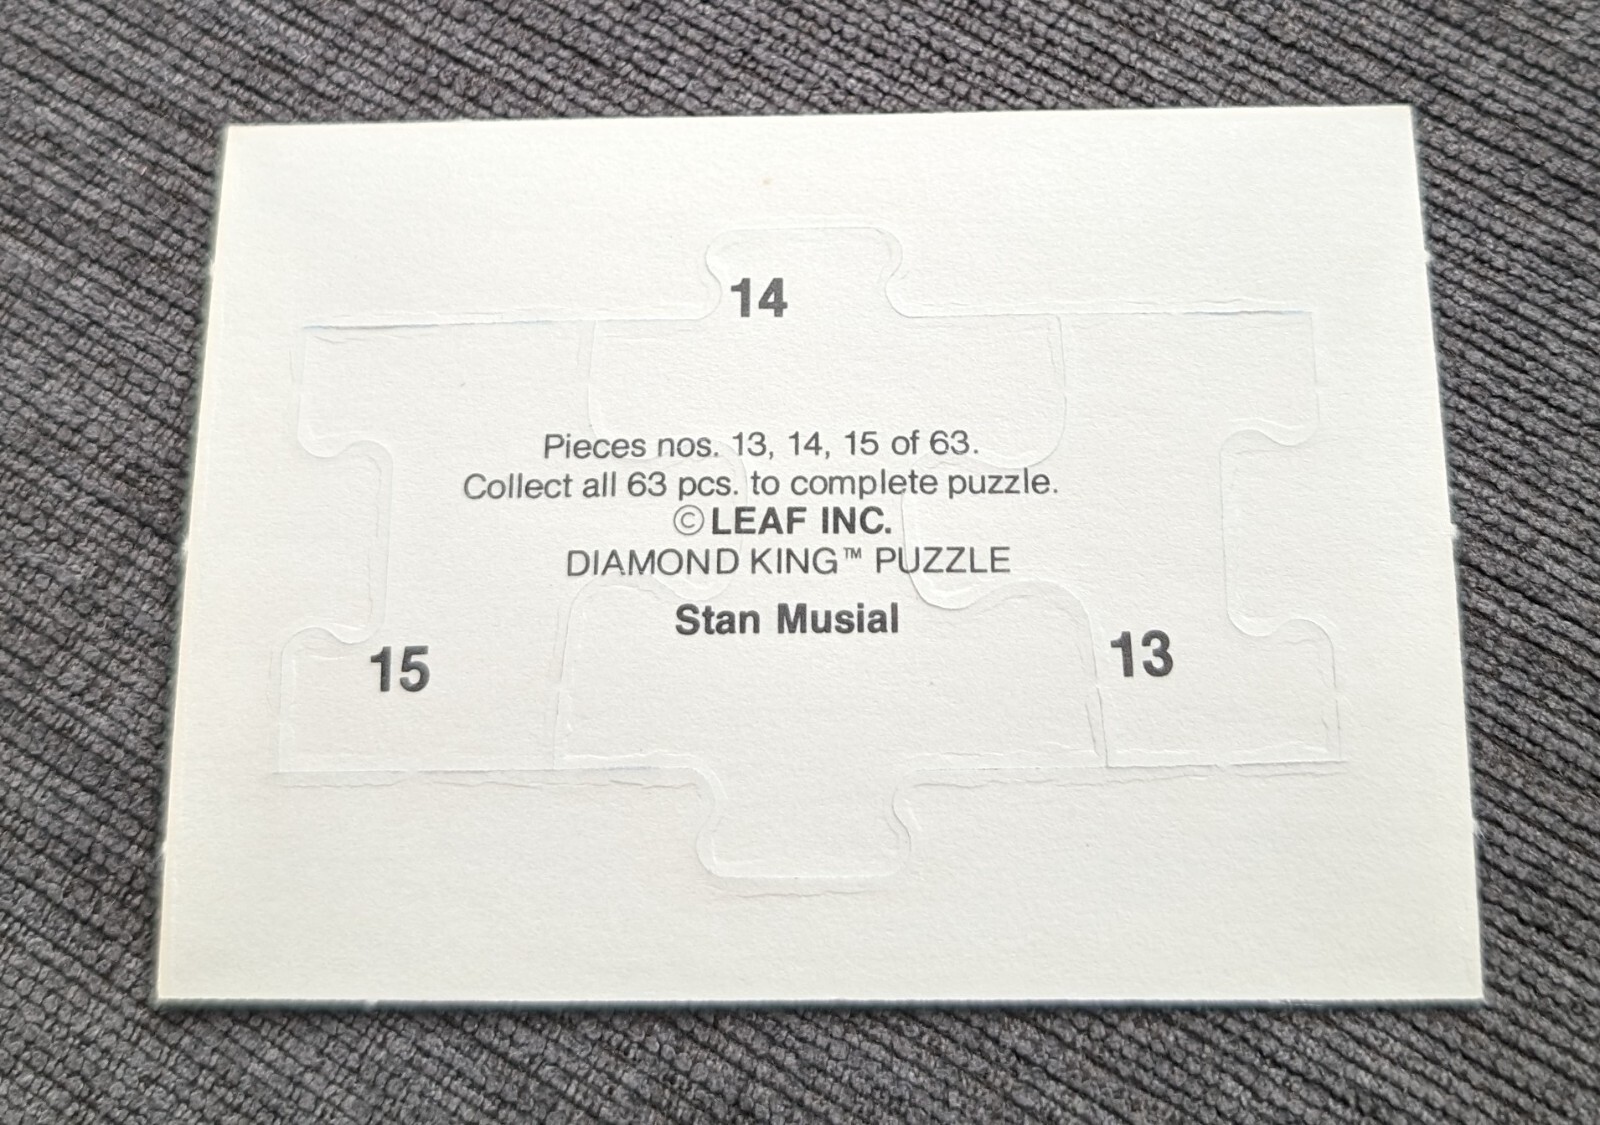 14
Pieces nos. 13, 14, 15 of 63.
Collect all 63 pcs. to complete puzzle.
© LEAF INC.
DIAMOND KING™ PUZZLE
Stan Musial
15
13